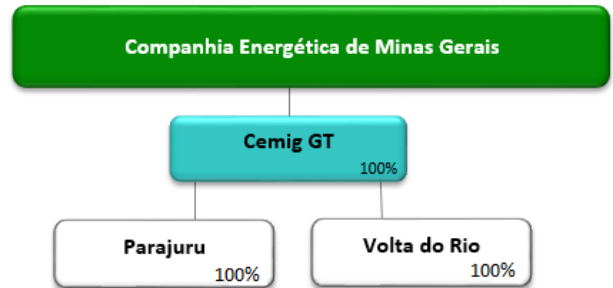 Companhia Energética de Minas Gerais
Cemig GT
100%
Parajuru
100%
Volta do Rio
100%